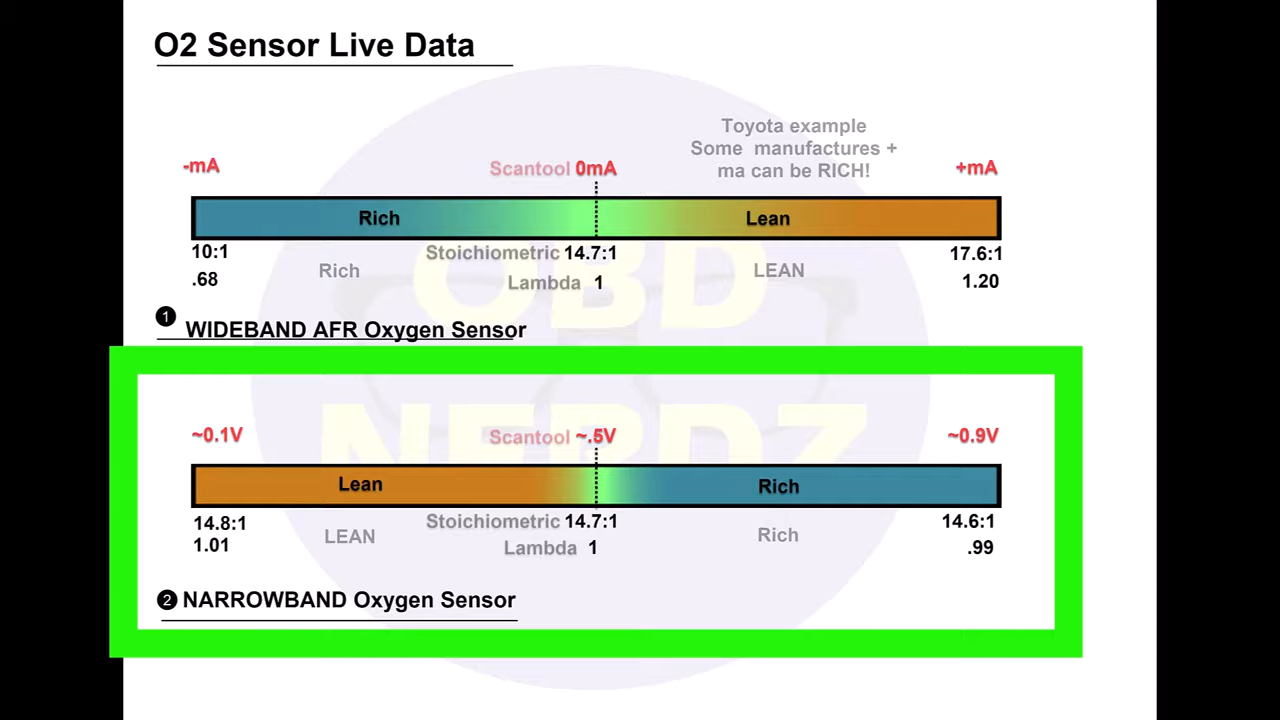 O2 Sensor Live Data
Toyota example
Some manufactures +
ma can be RICH!
-mA
Scantool 0mA
+mA
Rich
Lean
10:1
Stoichiometric 14.7:1
17.6:1
.68
Rich
Lambda 1
LEAN
1.20
1 WIDEBAND AFR Oxygen Sensor
OBD
NERDZ
~0.1V
Scantool ~.5V
~0.9V
Lean
Rich
14.8:1
Stoichiometric 14.7:1
14.6:1
1.01
LEAN
Lambda 1
Rich
.99
2 NARROWBAND Oxygen Sensor